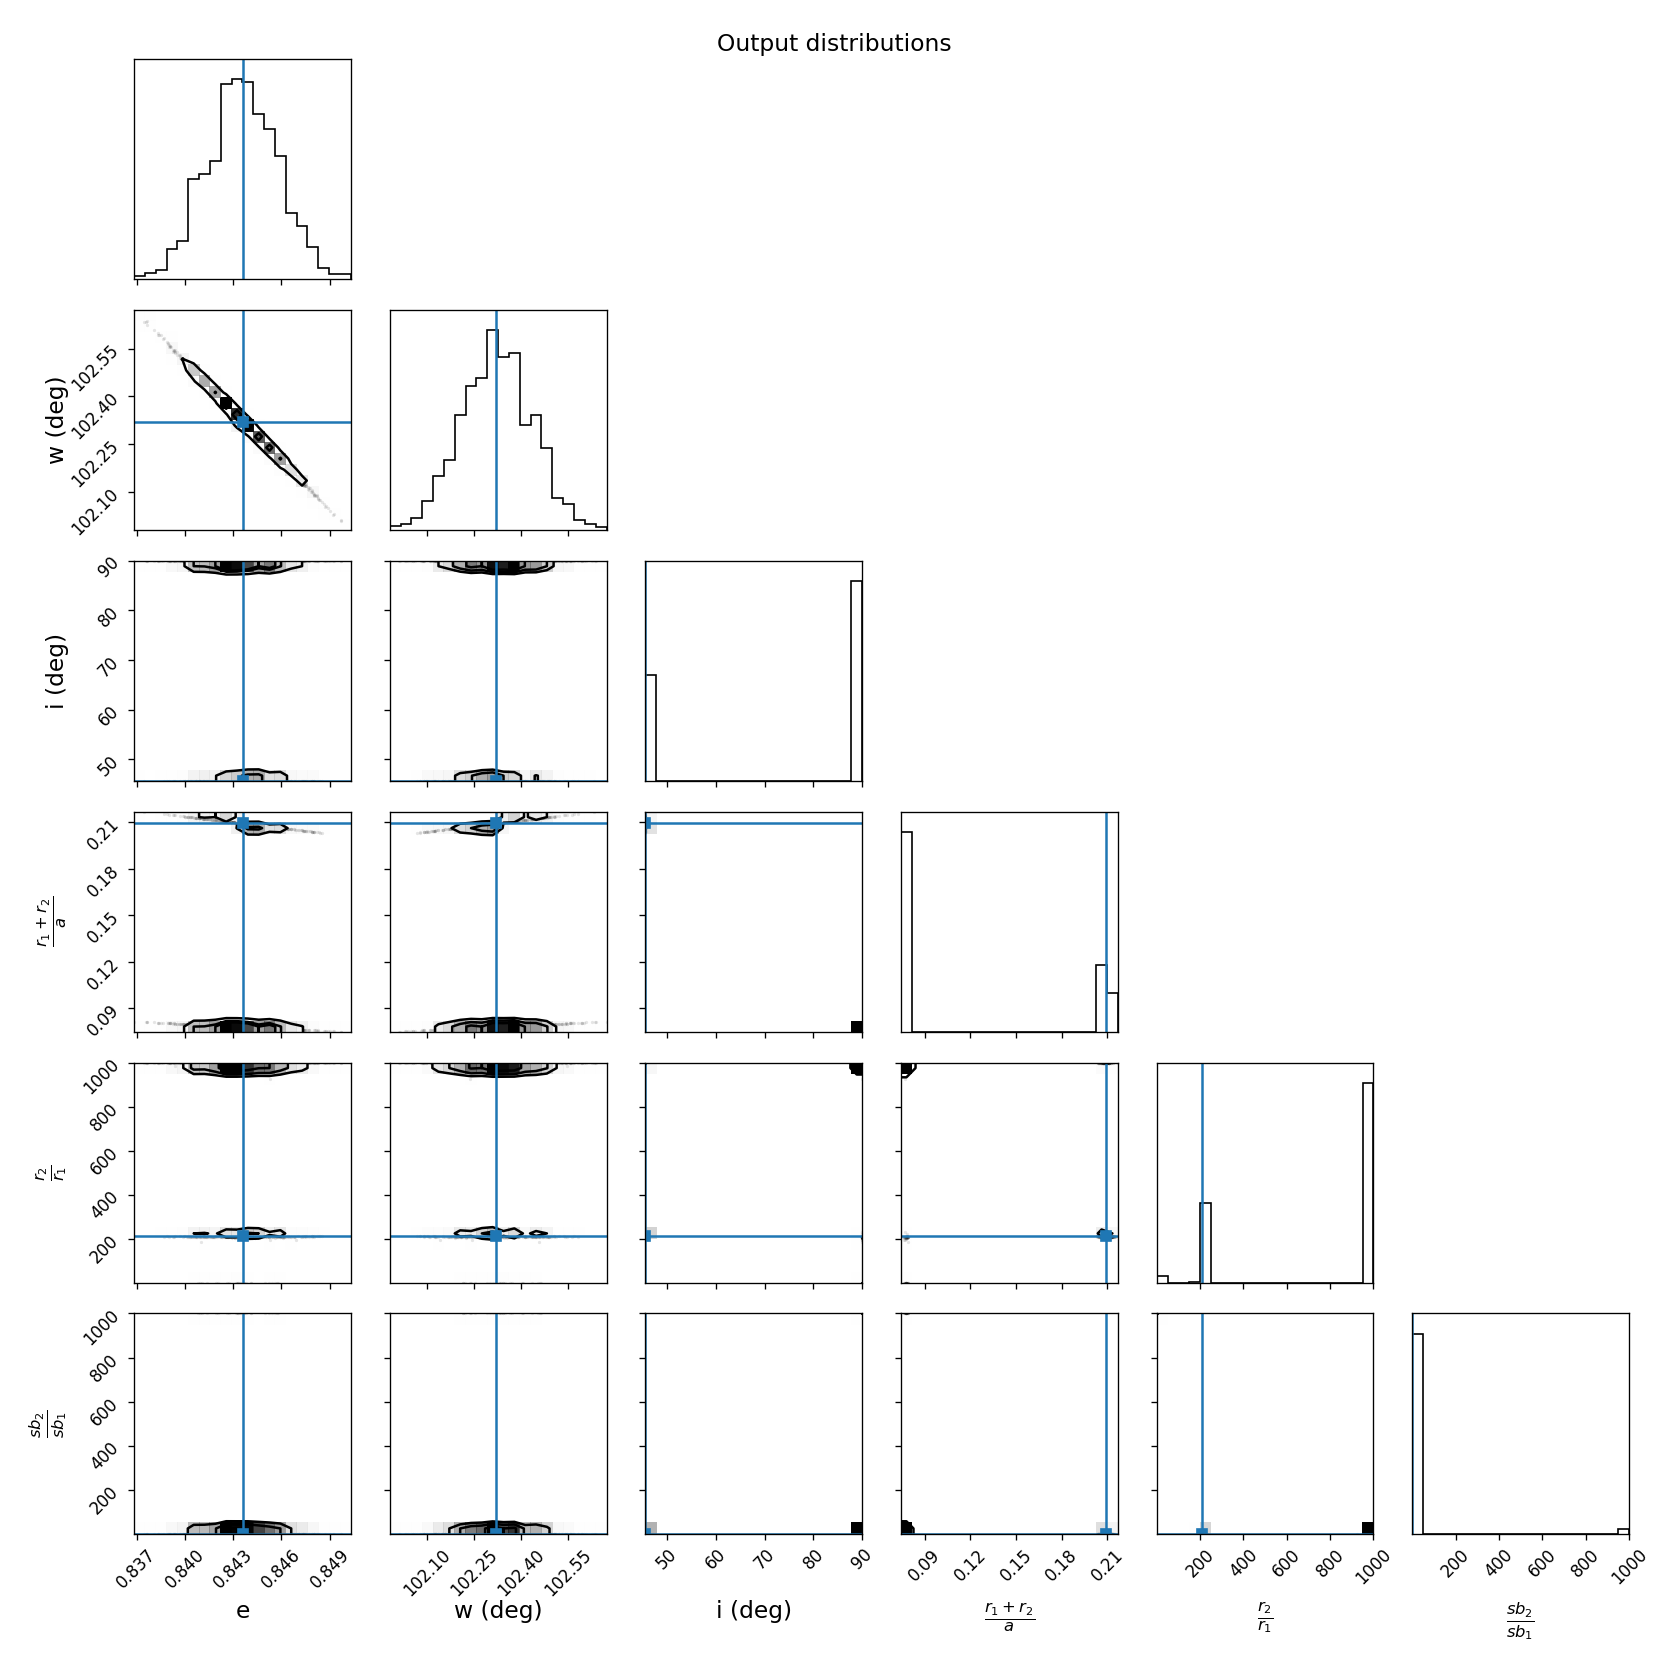 Output distributions
102.55
102.40
102.25
102.10
w (deg)
90
80
70
60
50
i (deg)
0.21
0.18
0.15
0.12
0.09
r₁ + r₂
a
1000
800
600
400
200
r₂
r₁
1000
800
600
400
200
sb₂
sb₁
0.837 0.840 0.843 0.846 0.849
102.10 102.25 102.40 102.55
50 60 70 80 90
0.09 0.12 0.15 0.18 0.21
200 400 600 800 1000
200 400 600 800 1000
e
w (deg)
i (deg)
r₁ + r₂
a
r₂
r₁
sb₂
sb₁